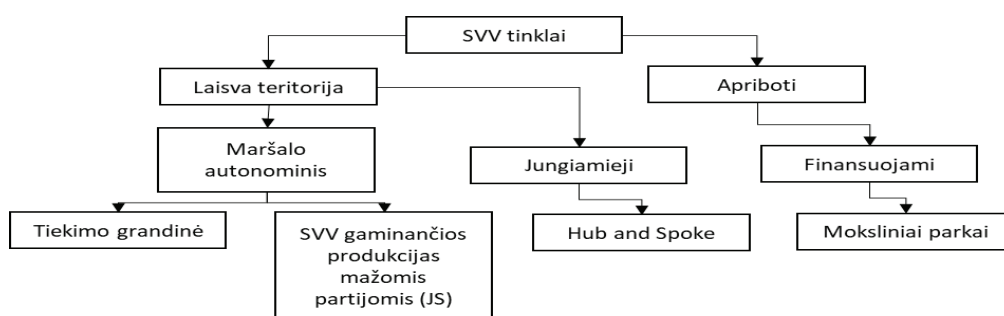 SVV tinklai
Laisva teritorija
Apriboti
Maršalo
autonominis
Jungiamieji
Finansuojami
Tiekimo grandinė
SVV gaminančios
produkcijas
mažomis
partijomis (JS)
Hub and Spoke
Moksliniai parkai